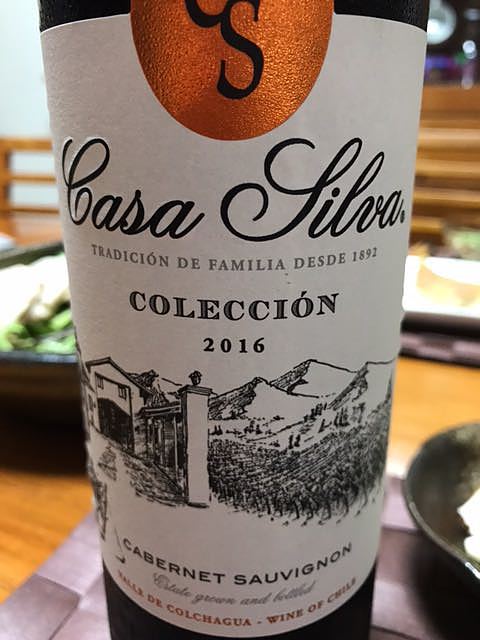 CS
Casa Silva
TRADICIÓN DE FAMILIA DESDE 1892
COLECCIÓN
2016
CABERNET SAUVIGNON
Estate grown and bottled
VALLE DE COLCHAGUA - WINE OF CHILE